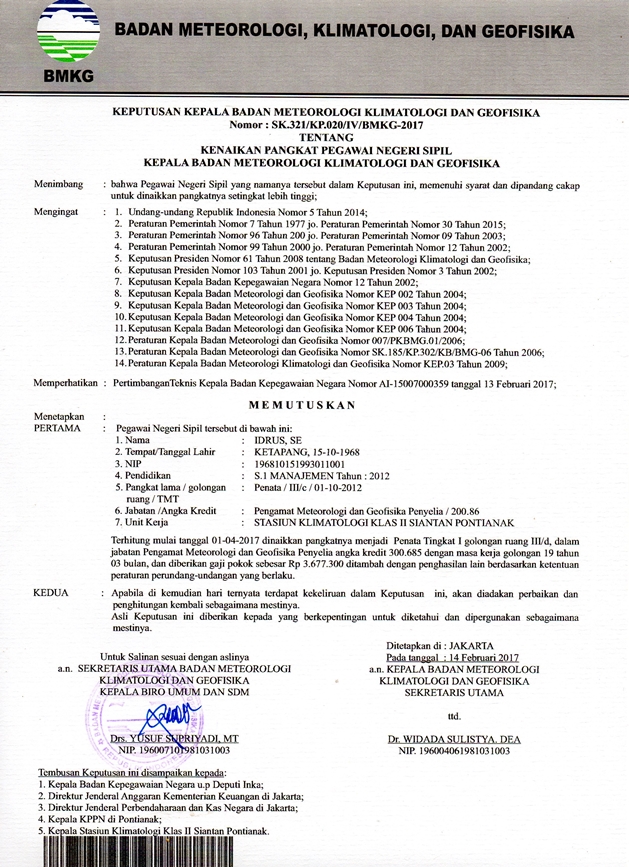 BADAN METEOROLOGI, KLIMATOLOGI, DAN GEOFISIKA
BMKG
KEPUTUSAN KEPALA BADAN METEOROLOGI KLIMATOLOGI DAN GEOFISIKA
Nomor : SK.321/KP.020/IV/BMKG-2017
TENTANG
KENAIKAN PANGKAT PEGAWAI NEGERI SIPIL
KEPALA BADAN METEOROLOGI KLIMATOLOGI DAN GEOFISIKA
Menimbang : bahwa Pegawai Negeri Sipil yang namanya tersebut dalam Keputusan ini, memenuhi syarat dan dipandang cakap
untuk dinaikkan pangkatnya setingkat lebih tinggi;
Mengingat : 1. Undang-undang Republik Indonesia Nomor 5 Tahun 2014;
2. Peraturan Pemerintah Nomor 7 Tahun 1977 jo. Peraturan Pemerintah Nomor 30 Tahun 2015;
3. Peraturan Pemerintah Nomor 96 Tahun 200 jo. Peraturan Pemerintah Nomor 09 Tahun 2003;
4. Peraturan Pemerintah Nomor 99 Tahun 2000 jo. Peraturan Pemerintah Nomor 12 Tahun 2002;
5. Keputusan Presiden Nomor 61 Tahun 2008 tentang Badan Meteorologi Klimatologi dan Geofisika;
6. Keputusan Presiden Nomor 103 Tahun 2001 jo. Keputusan Presiden Nomor 3 Tahun 2002;
7. Keputusan Kepala Badan Kepegawaian Negara Nomor 12 Tahun 2002;
8. Keputusan Kepala Badan Meteorologi dan Geofisika Nomor KEP 002 Tahun 2004;
9. Keputusan Kepala Badan Meteorologi dan Geofisika Nomor KEP 003 Tahun 2004;
10. Keputusan Kepala Badan Meteorologi dan Geofisika Nomor KEP 004 Tahun 2004;
11. Keputusan Kepala Badan Meteorologi dan Geofisika Nomor KEP 006 Tahun 2004;
12. Peraturan Kepala Badan Meteorologi dan Geofisika Nomor 007/PKBMG.01/2006;
13. Peraturan Kepala Badan Meteorologi dan Geofisika Nomor SK.185/KP.302/KB/BMG-06 Tahun 2006;
14. Peraturan Kepala Badan Meteorologi Klimatologi dan Geofisika Nomor KEP.03 Tahun 2009;
Memperhatikan : PertimbanganTeknis Kepala Badan Kepegawaian Negara Nomor AI-15007000359 tanggal 13 Februari 2017;
M E M U T U S K A N
Menetapkan :
PERTAMA : Pegawai Negeri Sipil tersebut di bawah ini:
1. Nama : IDRUS, SE
2. Tempat/Tanggal Lahir : KETAPANG, 15-10-1968
3. NIP : 196810151993011001
4. Pendidikan : S.1 MANAJEMEN Tahun : 2012
5. Pangkat lama / golongan : Penata / III/c / 01-10-2012
ruang / TMT
6. Jabatan /Angka Kredit : Pengamat Meteorologi dan Geofisika Penyelia / 200.86
7. Unit Kerja : STASIUN KLIMATOLOGI KLAS II SIANTAN PONTIANAK
Terhitung mulai tanggal 01-04-2017 dinaikkan pangkatnya menjadi Penata Tingkat I golongan ruang III/d, dalam
jabatan Pengamat Meteorologi dan Geofisika Penyelia angka kredit 300.685 dengan masa kerja golongan 19 tahun
03 bulan, dan diberikan gaji pokok sebesar Rp 3.677.300 ditambah dengan penghasilan lain berdasarkan ketentuan
peraturan perundang-undangan yang berlaku.
KEDUA : Apabila di kemudian hari ternyata terdapat kekeliruan dalam Keputusan ini, akan diadakan perbaikan dan
penghitungan kembali sebagaimana mestinya.
Asli Keputusan ini diberikan kepada yang berkepentingan untuk diketahui dan dipergunakan sebagaimana
mestinya.
Ditetapkan di : JAKARTA
Pada tanggal : 14 Februari 2017
a.n. KEPALA BADAN METEOROLOGI
KLIMATOLOGI DAN GEOFISIKA
SEKRETARIS UTAMA
ttd.
Dr. WIDADA SULISTYA. DEA
NIP. 196004061981031003
Untuk Salinan sesuai dengan aslinya
a.n. SEKRETARIS UTAMA BADAN METEOROLOGI
KLIMATOLOGI DAN GEOFISIKA
KEPALA BIRO UMUM DAN SDM
Drs. YUSUF SUPRIYADI, MT
NIP. 196007101981031003
Tembusan Keputusan ini disampaikan kepada:
1. Kepala Badan Kepegawaian Negara u.p Deputi Inka;
2. Direktur Jenderal Anggaran Kementerian Keuangan di Jakarta;
3. Direktur Jenderal Perbendaharaan dan Kas Negara di Jakarta;
4. Kepala KPPN di Pontianak;
5. Kepala Stasiun Klimatologi Klas II Siantan Pontianak.